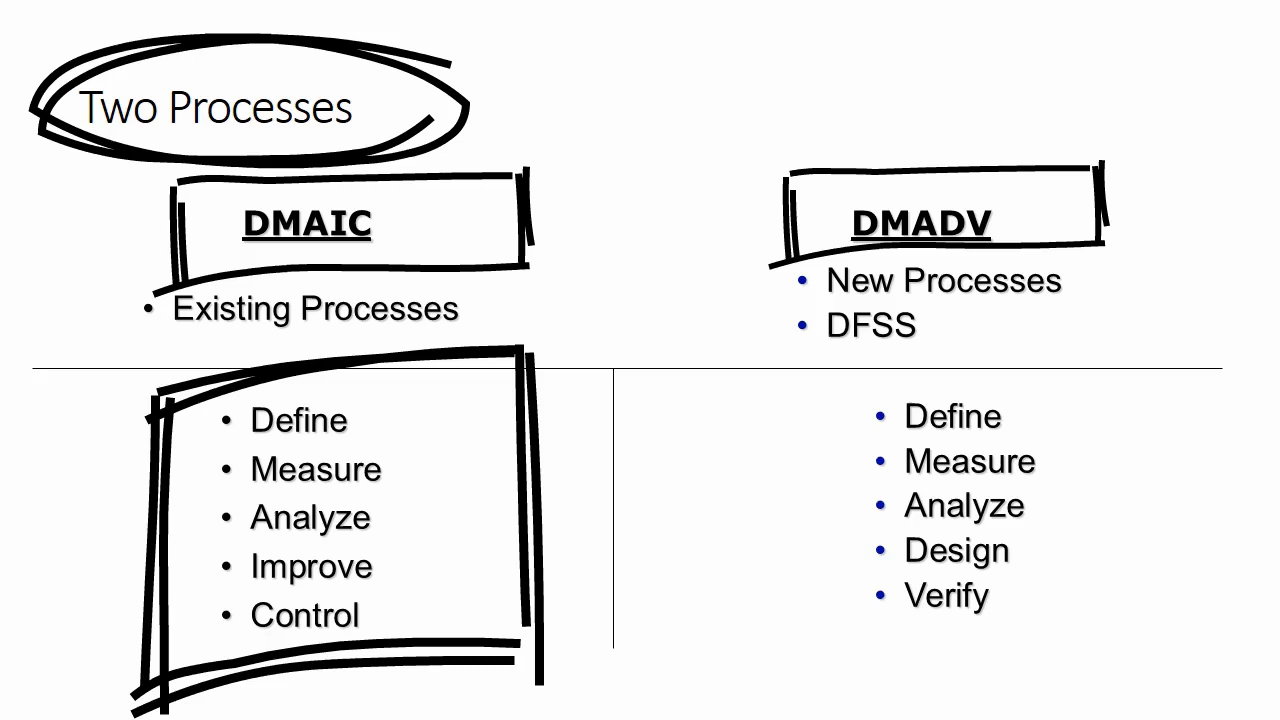 Two Processes
DMAIC
• Existing Processes
• Define
• Measure
• Analyze
• Improve
• Control
DMADV
• New Processes
• DFSS
• Define
• Measure
• Analyze
• Design
• Verify